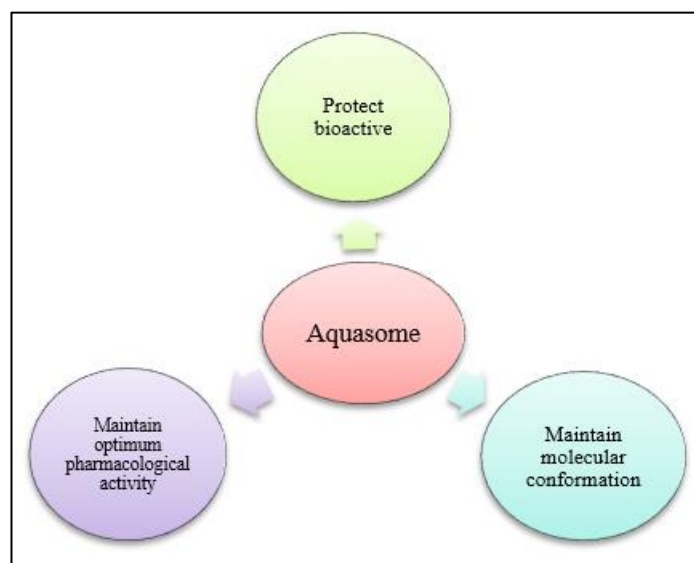 Protect
bioactive
Aquasome
Maintain
optimum
pharmacological
activity
Maintain
molecular
conformation